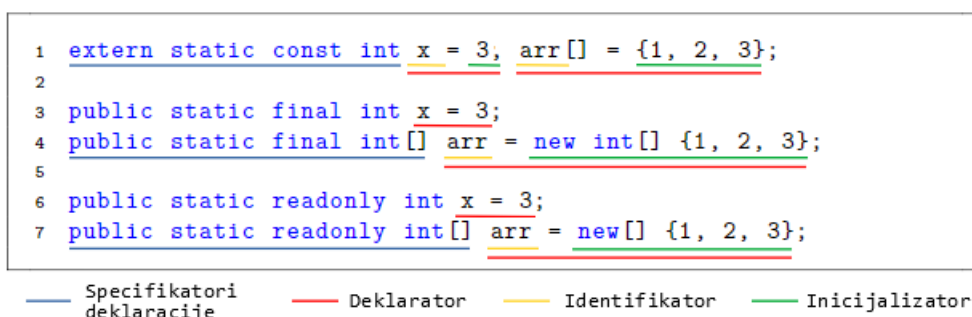 1 extern static const int x = 3, arr[] = {1, 2, 3};
2
3 public static final int x = 3;
4 public static final int[] arr = new int[] {1, 2, 3};
5
6 public static readonly int x = 3;
7 public static readonly int[] arr = new[] {1, 2, 3};
Specifikatori
deklaracije
Deklarator
Identifikator
Inicijalizator